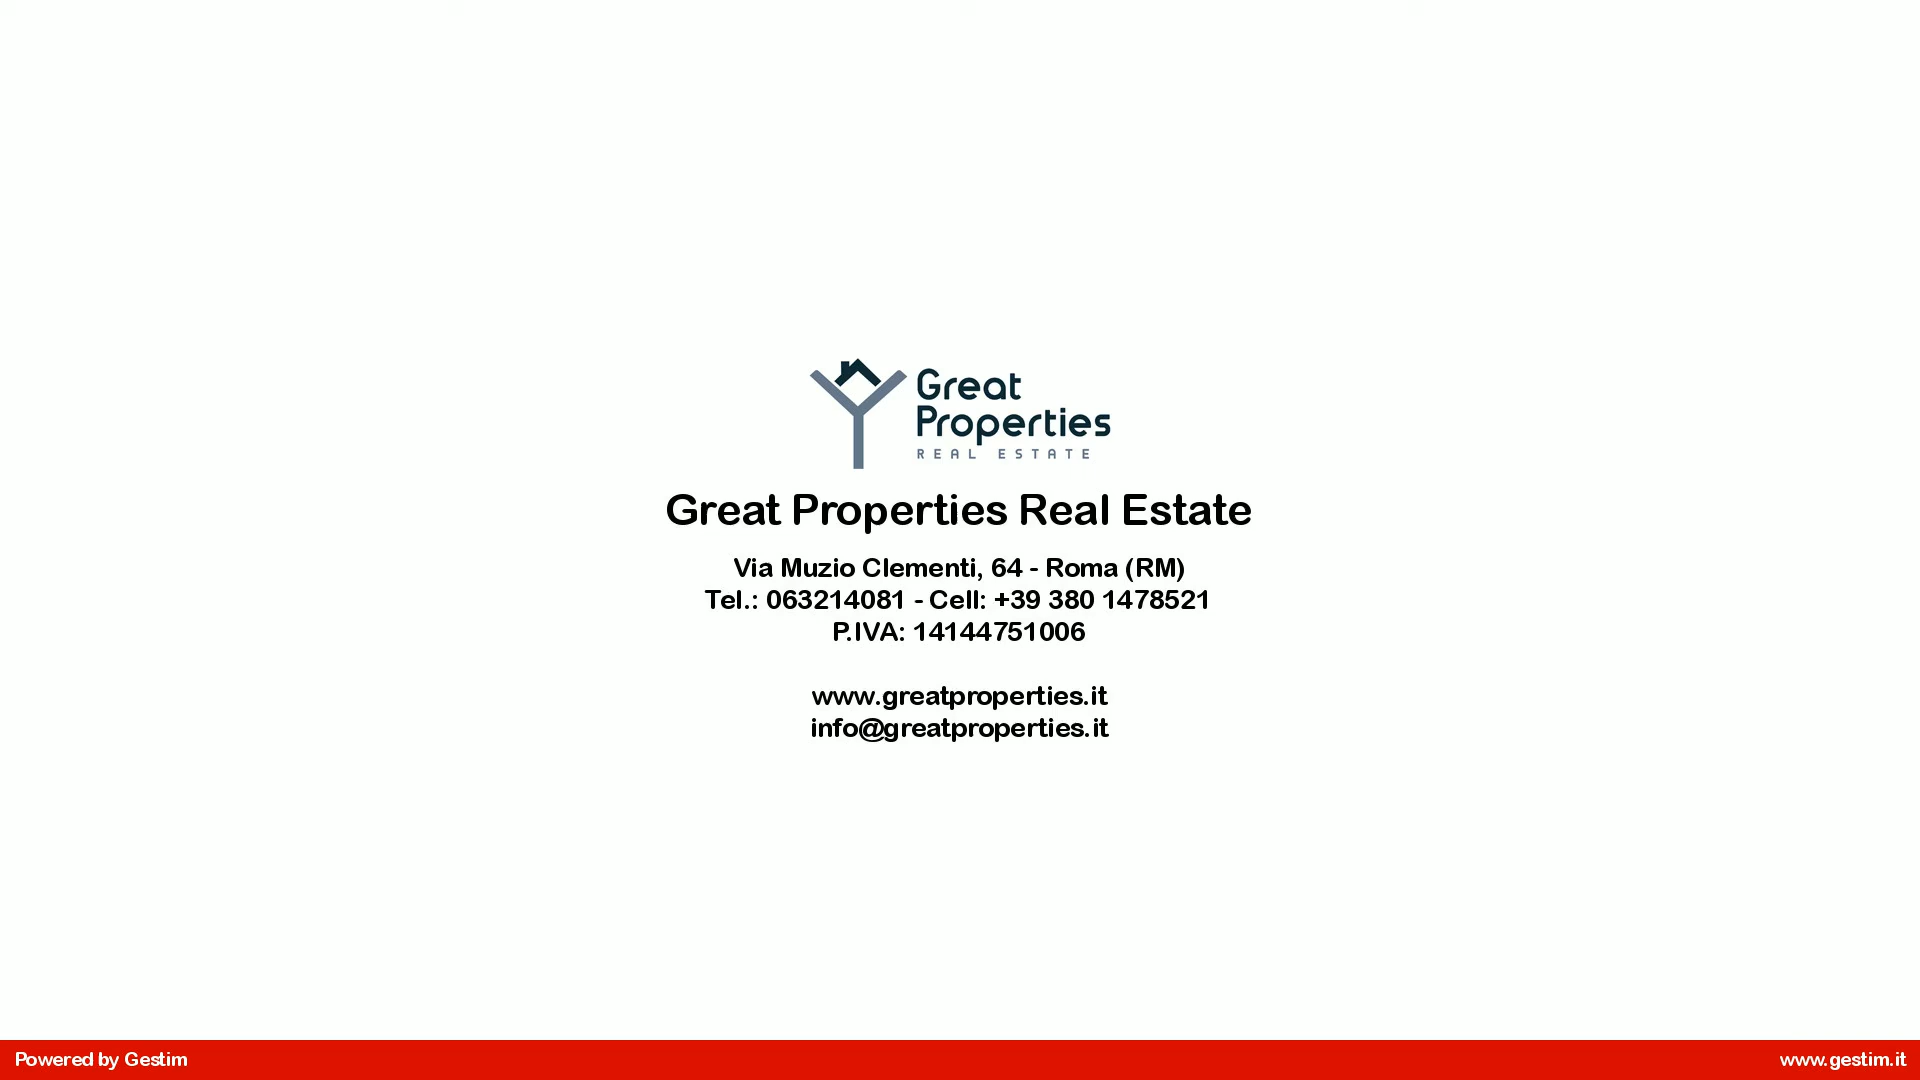 Great
Properties
REAL ESTATE
Great Properties Real Estate
Via Muzio Clementi, 64 - Roma (RM)
Tel.: 063214081 - Cell: +39 380 1478521
P.IVA: 14144751006
www.greatproperties.it
info@greatproperties.it
Powered by Gestim
www.gestim.it